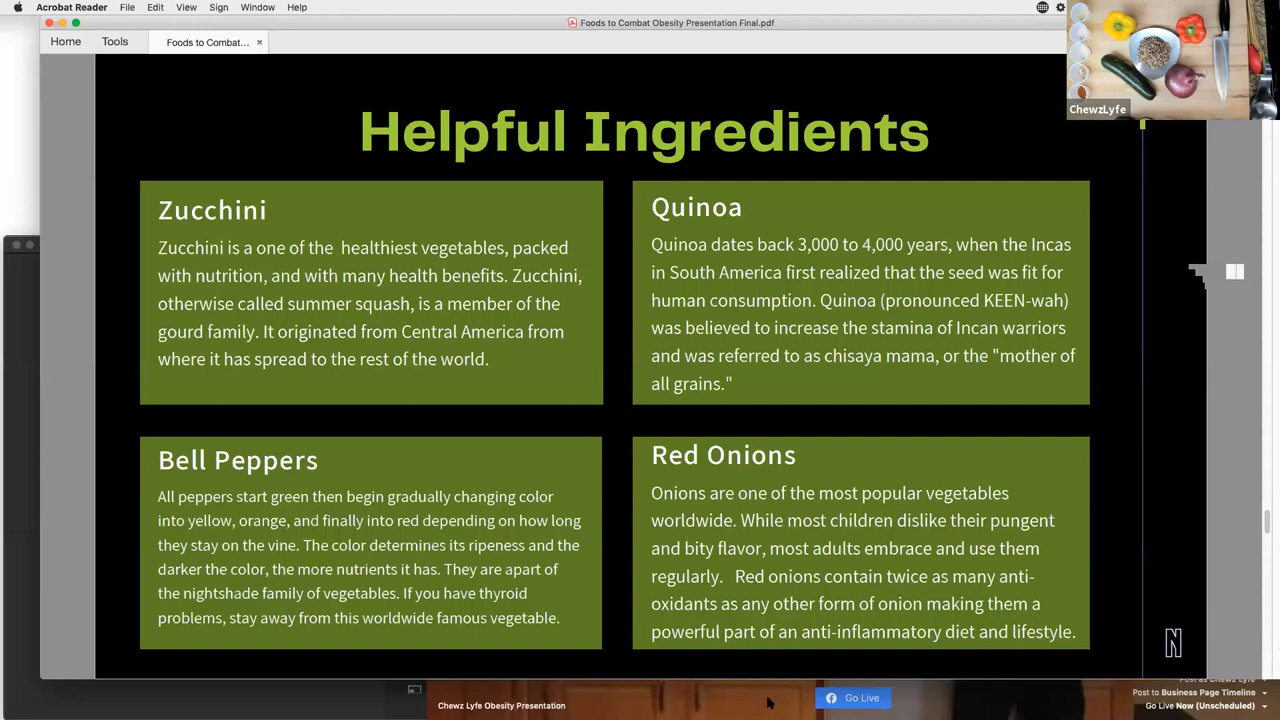 Acrobat Reader File Edit View Sign Window Help
Foods to Combat Obesity Presentation Final.pdf
Home Tools Foods to Combat... ×
ChewzLyfe
Helpful Ingredients
Zucchini
Zucchini is a one of the healthiest vegetables, packed
with nutrition, and with many health benefits. Zucchini,
otherwise called summer squash, is a member of the
gourd family. It originated from Central America from
where it has spread to the rest of the world.
Quinoa
Quinoa dates back 3,000 to 4,000 years, when the Incas
in South America first realized that the seed was fit for
human consumption. Quinoa (pronounced KEEN-wah)
was believed to increase the stamina of Incan warriors
and was referred to as chisaya mama, or the "mother of
all grains."
Bell Peppers
All peppers start green then begin gradually changing color
into yellow, orange, and finally into red depending on how long
they stay on the vine. The color determines its ripeness and the
darker the color, the more nutrients it has. They are apart of
the nightshade family of vegetables. If you have thyroid
problems, stay away from this worldwide famous vegetable.
Red Onions
Onions are one of the most popular vegetables
worldwide. While most children dislike their pungent
and bity flavor, most adults embrace and use them
regularly. Red onions contain twice as many anti-
oxidants as any other form of onion making them a
powerful part of an anti-inflammatory diet and lifestyle.
N
Chewz Lyfe Obesity Presentation
Go Live
Post as Chewz Lyfe
Post to Business Page Timeline
Go Live Now (Unscheduled)